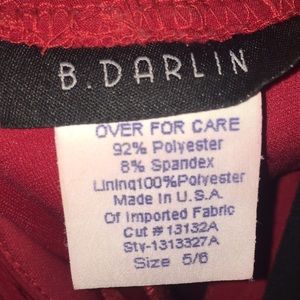 B. DARLIN
OVER FOR CARE
92% Polyester
8% Spandex
Lining100%Polyester
Made In U.S.A.
Of Imported Fabric
Cut # 13132A
Sty-1313327A
Size 5/6